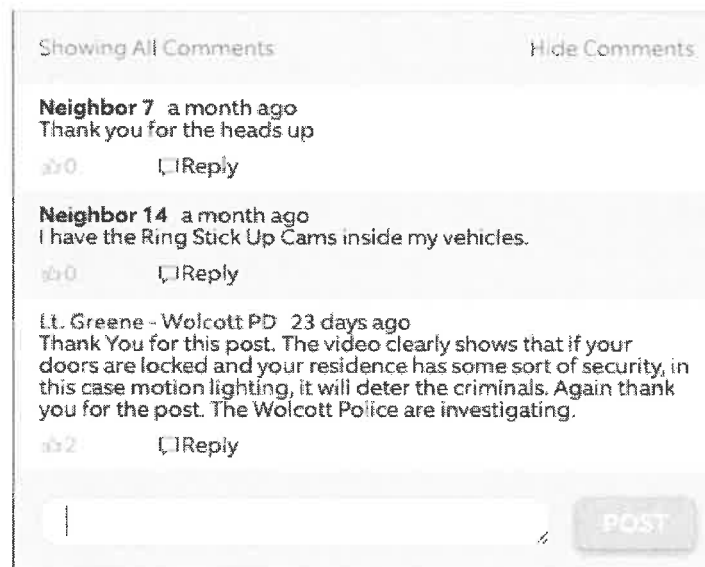 Showing All Comments Hide Comments
Neighbor 7 a month ago
Thank you for the heads up
0 Reply
Neighbor 14 a month ago
I have the Ring Stick Up Cams inside my vehicles.
0 Reply
Lt. Greene - Wolcott PD 23 days ago
Thank You for this post. The video clearly shows that if your
doors are locked and your residence has some sort of security, in
this case motion lighting, it will deter the criminals. Again thank
you for the post. The Wolcott Police are investigating.
2 Reply
POST